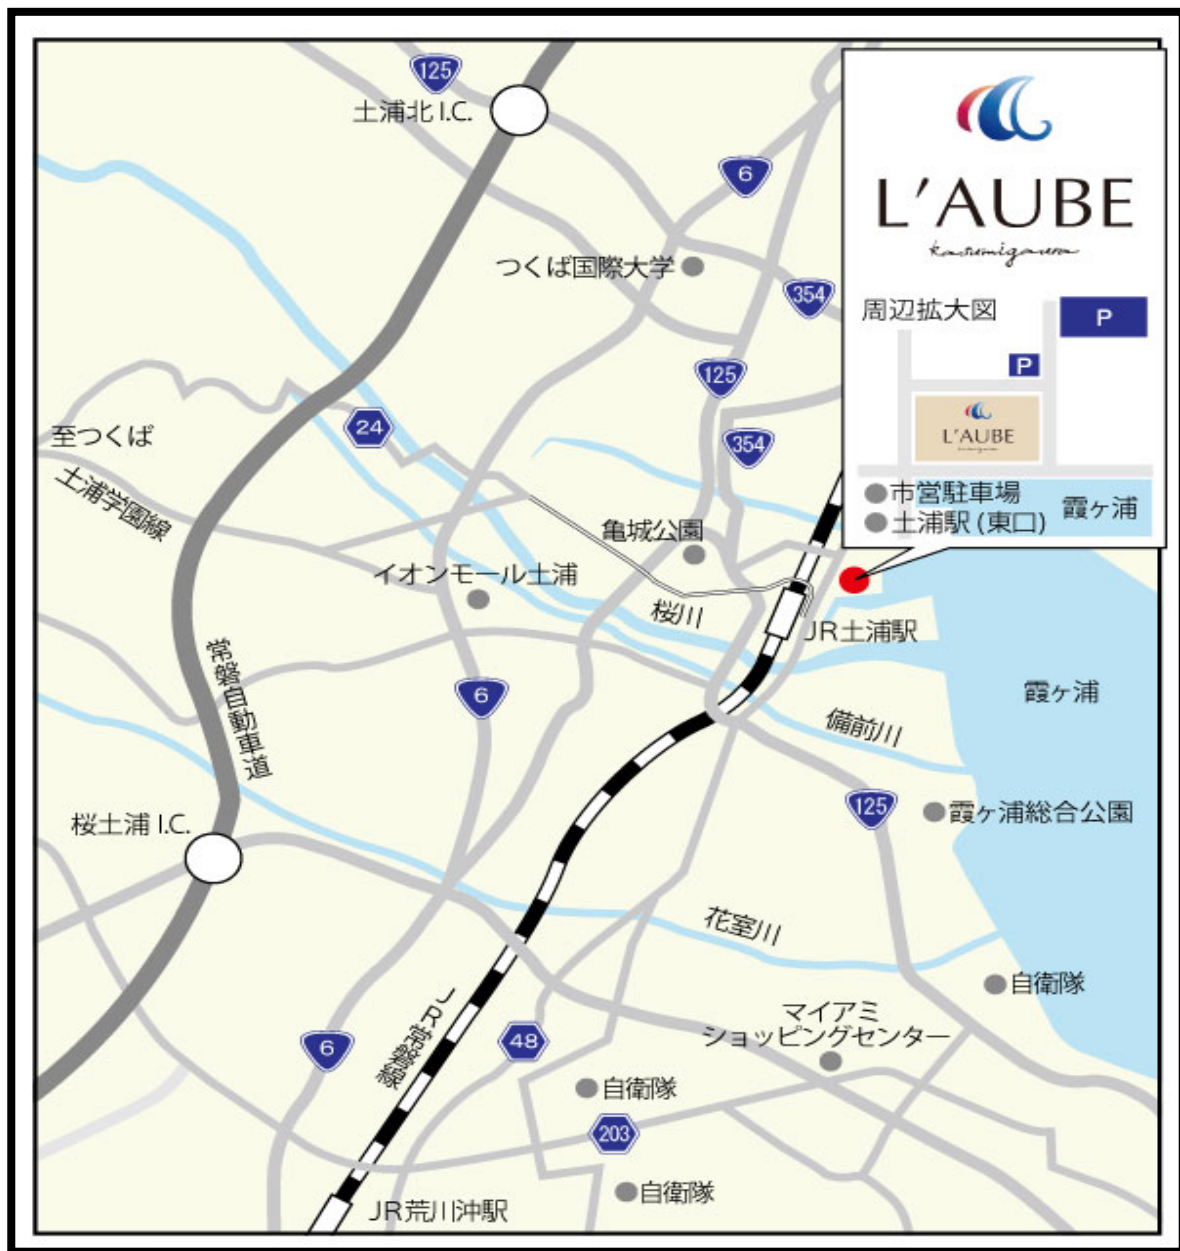 125
土浦北 I.C.
6
つくば国際大学
354
125
24
354
至つくば
土浦学園線
亀城公園
イオンモール土浦
桜川
JR土浦駅
6
常磐自動車道
霞ヶ浦
備前川
125
霞ヶ浦総合公園
桜土浦 I.C.
花室川
自衛隊
マイアミ
ショッピングセンター
JR常磐線
6
48
自衛隊
203
自衛隊
JR荒川沖駅
L'AUBE
kasumigaura
周辺拡大図
P
P
L'AUBE
市営駐車場
土浦駅 (東口)
霞ヶ浦